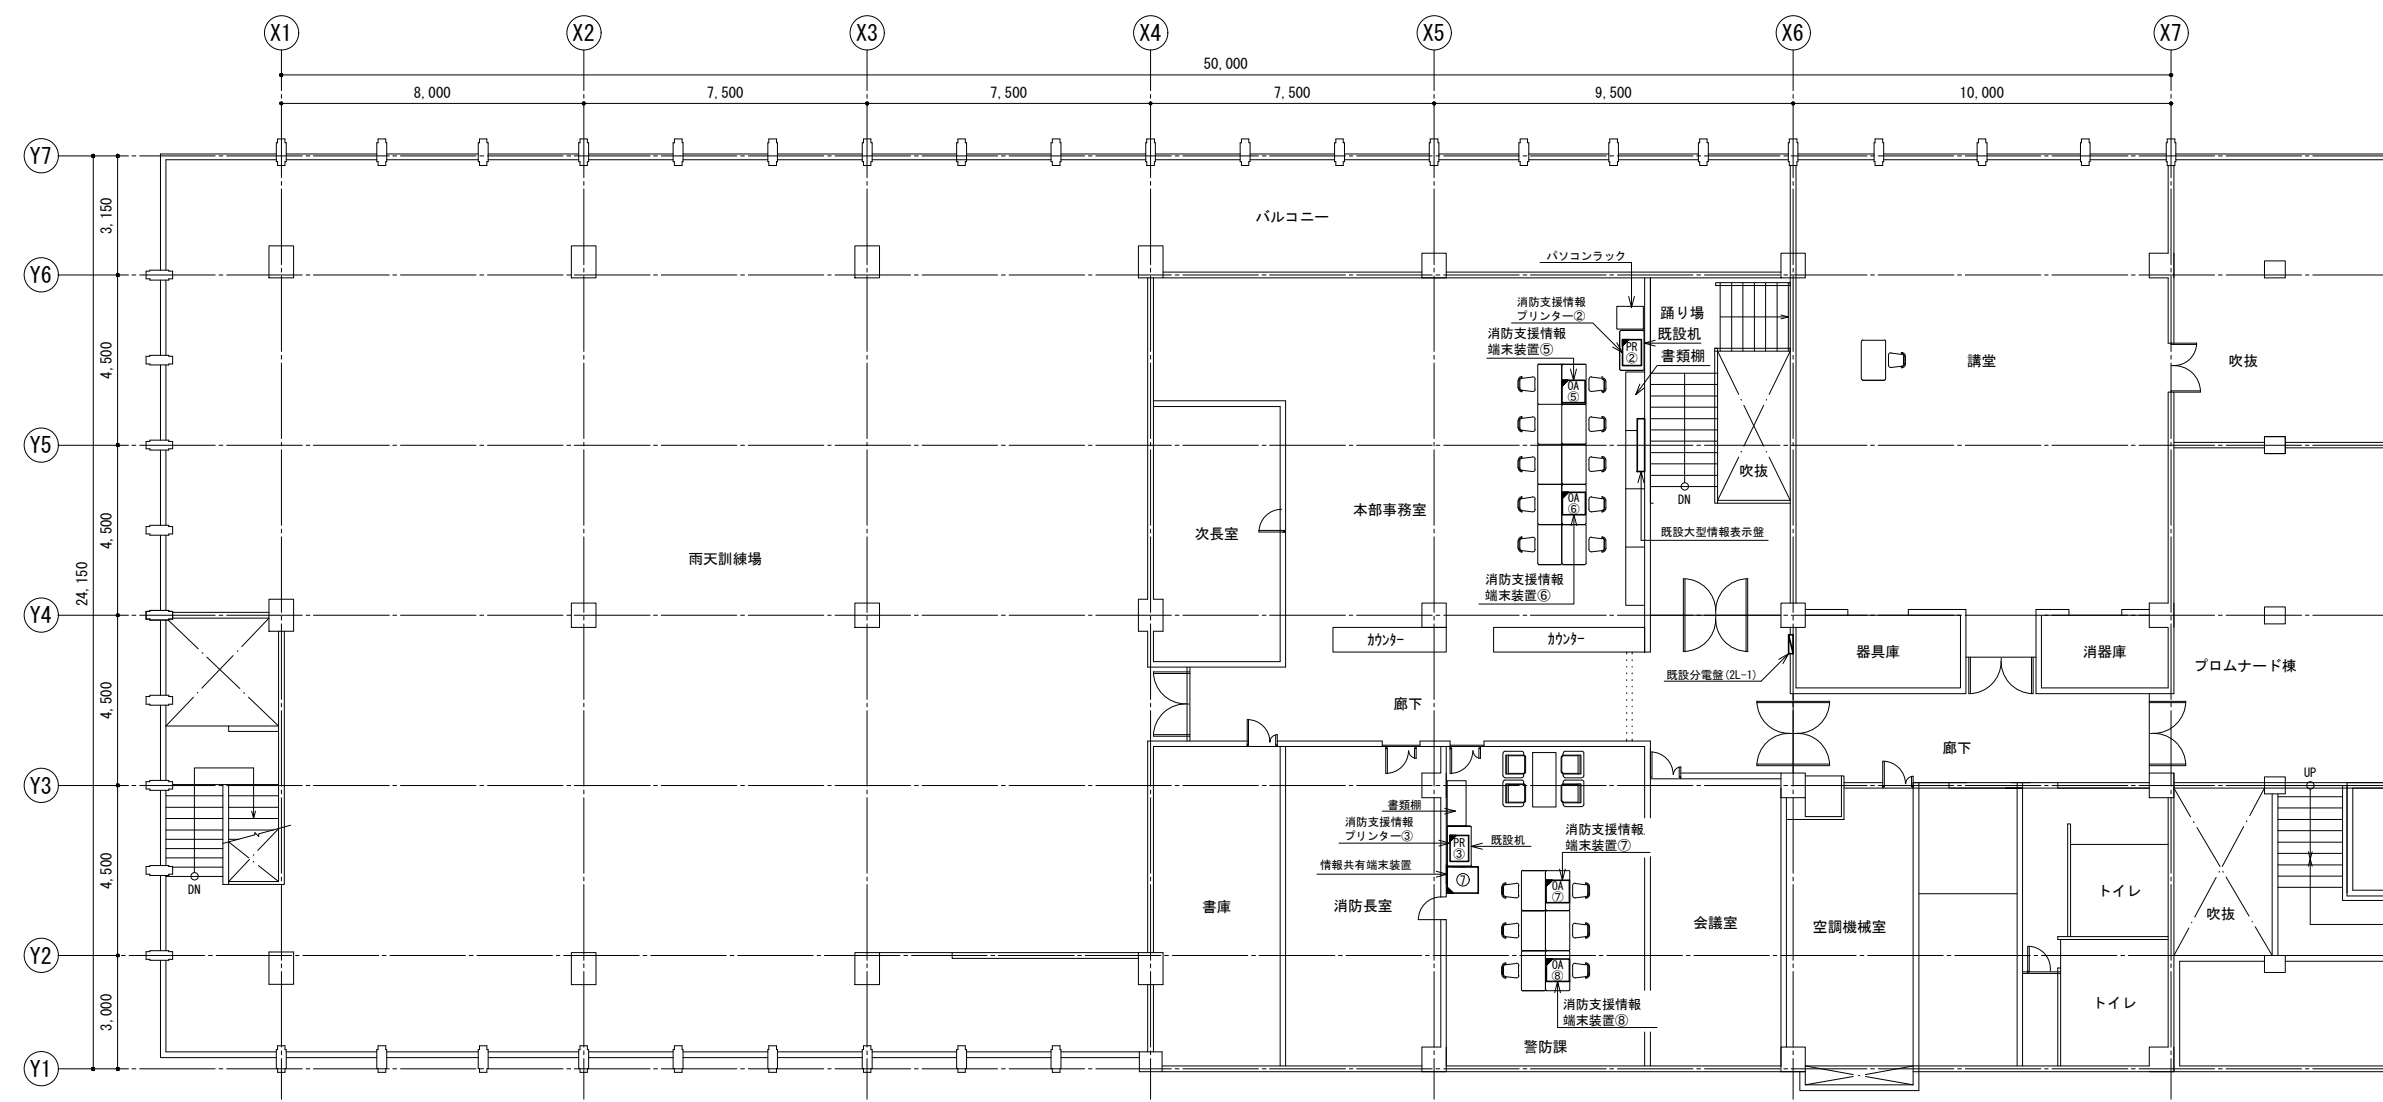 X1
X2
X3
X4
X5
X6
X7
50,000
8,000
7,500
7,500
7,500
9,500
10,000
Y7
Y6
Y5
Y4
Y3
Y2
Y1
3,150
4,500
4,500
24,150
4,500
4,500
3,000
バルコニー
パソコンラック
消防支援情報
プリンター②
消防支援情報
端末装置⑤
踊り場
既設机
書類棚
PR
②
OA
⑤
講堂
吹抜
吹抜
DN
OA
⑥
本部事務室
次長室
既設大型情報表示盤
雨天訓練場
消防支援情報
端末装置⑥
カウンター
カウンター
器具庫
消器庫
プロムナード棟
既設分電盤(2L-1)
廊下
廊下
UP
書類棚
消防支援情報
プリンター③
PR
③
既設机
消防支援情報
端末装置⑦
情報共有端末装置
⑦
OA
⑦
DN
書庫
消防長室
会議室
空調機械室
トイレ
吹抜
OA
⑧
トイレ
消防支援情報
端末装置⑧
警防課